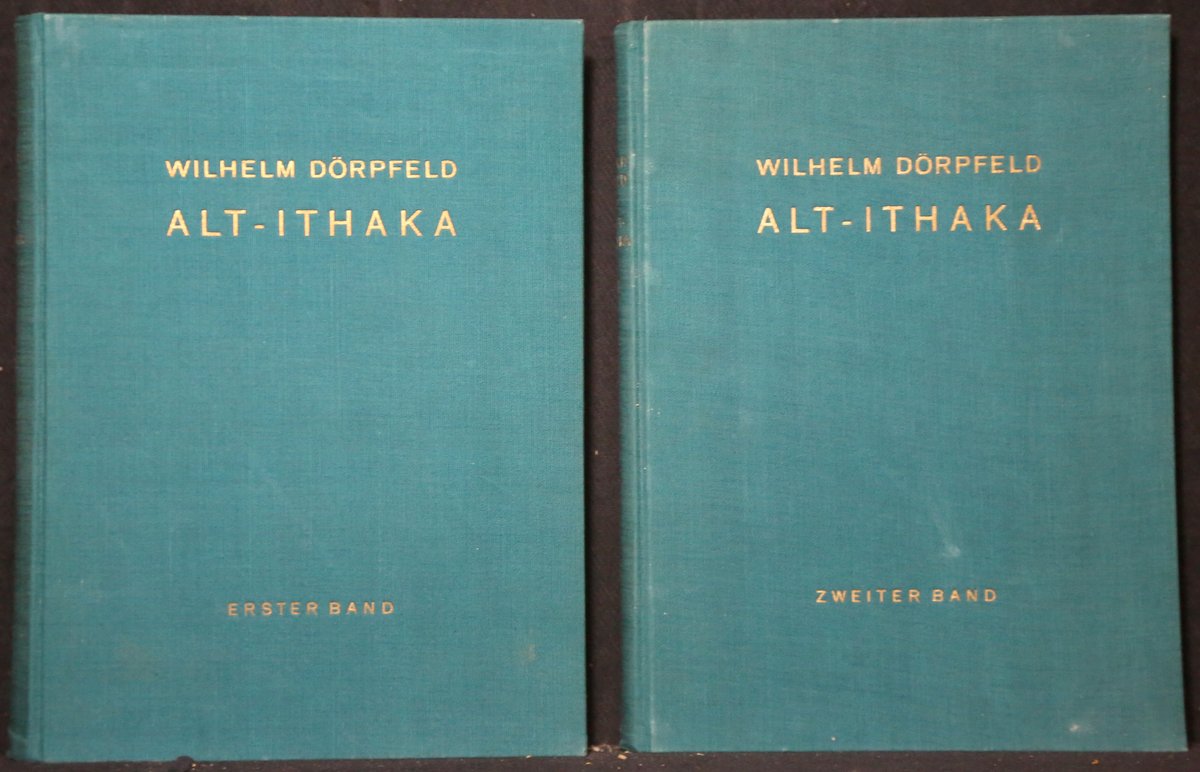 WILHELM DÖRPFELD
ALT-ITHAKA
ERSTER BAND
WILHELM DÖRPFELD
ALT-ITHAKA
ZWEITER BAND